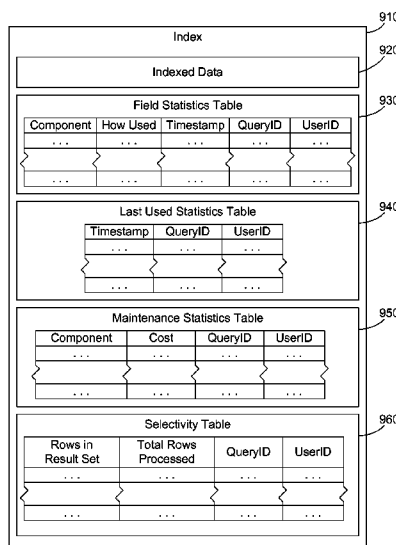 910
Index
920
Indexed Data
930
Field Statistics Table
Component How Used Timestamp QueryID UserID
... ... ... ... ...
... ... ... ... ...
940
Last Used Statistics Table
Timestamp QueryID UserID
... ... ...
... ... ...
950
Maintenance Statistics Table
Component Cost QueryID UserID
... ... ... ...
... ... ... ...
960
Selectivity Table
Rows in Result Set Total Rows Processed QueryID UserID
... ... ... ...
... ... ... ...